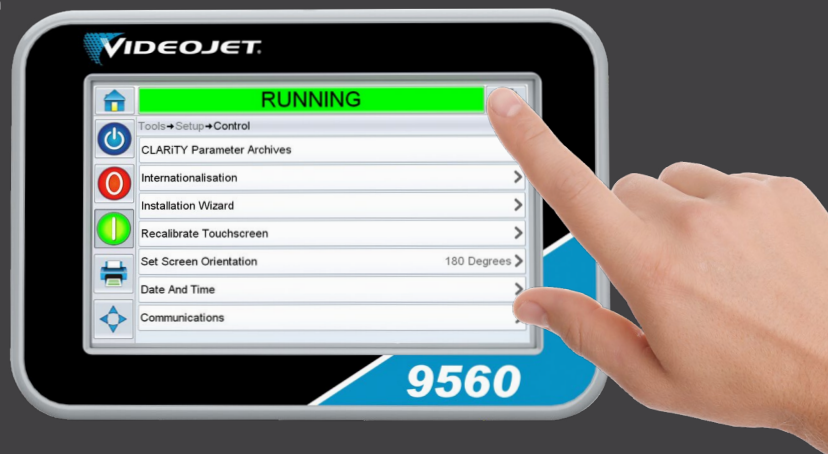 VIDEOJET.
RUNNING
Tools→Setup→Control
CLARiTY Parameter Archives
Internationalisation
Installation Wizard
Recalibrate Touchscreen
Set Screen Orientation 180 Degrees
Date And Time
Communications
9560